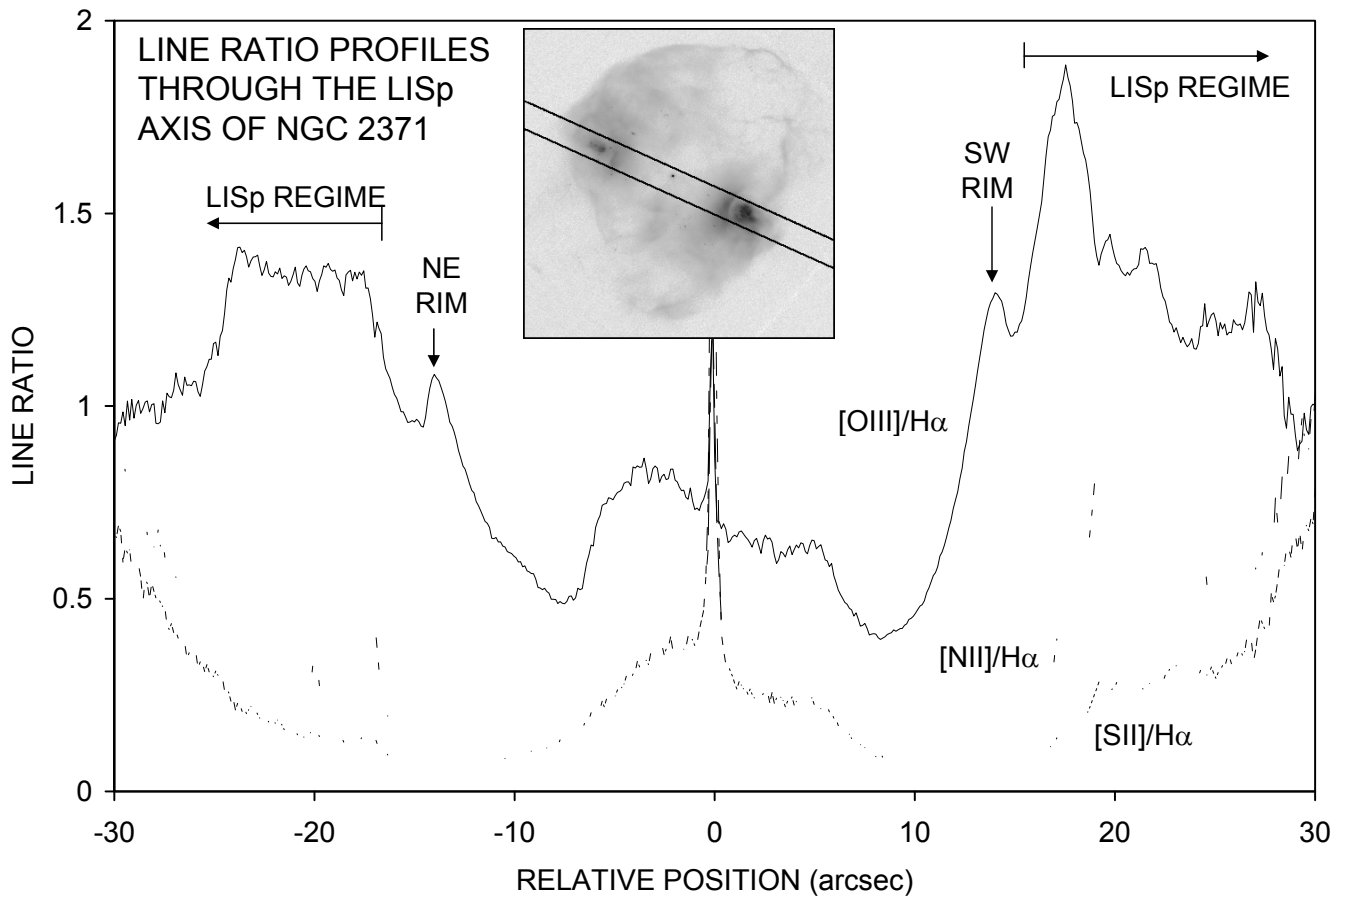 LINE RATIO PROFILES
THROUGH THE LISp
AXIS OF NGC 2371
LISp REGIME
NE
RIM
SW
RIM
LISp REGIME
[OIII]/Hα
[NII]/Hα
[SII]/Hα
LINE RATIO
2
1.5
1
0.5
0
-30
-20
-10
0
10
20
30
RELATIVE POSITION (arcsec)